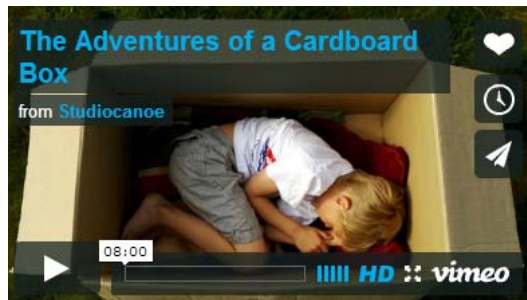 The Adventures of a Cardboard
Box
from Studiocanoe
08:00
HD vimeo